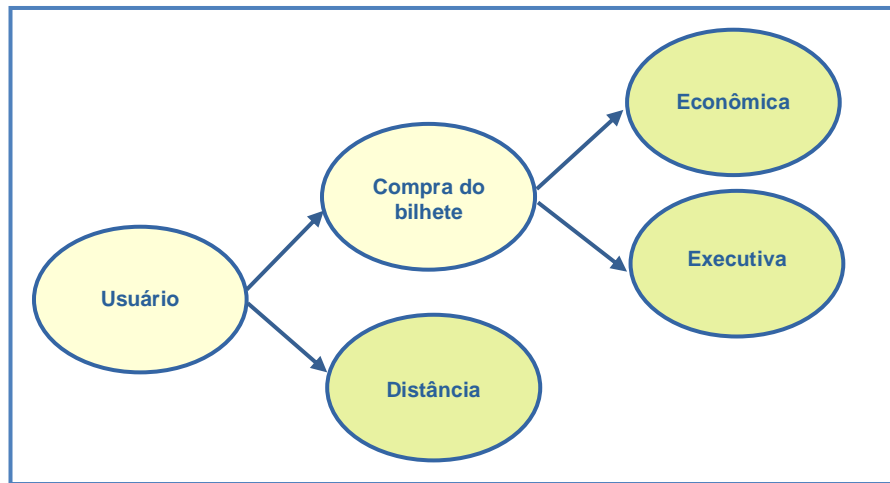 Econômica
Compra do
bilhete
Executiva
Usuário
Distância